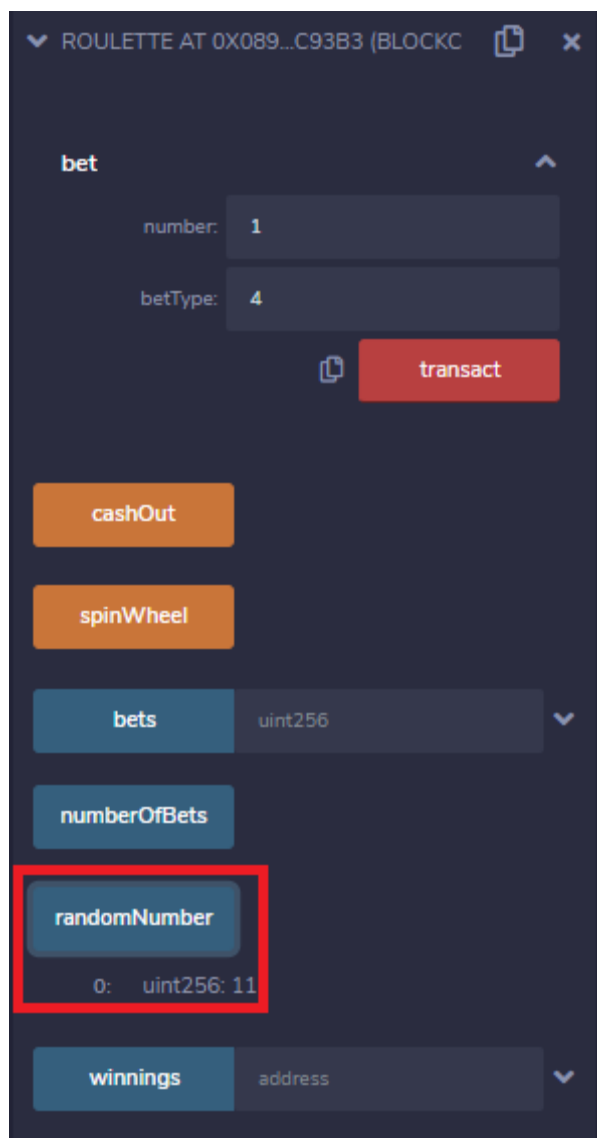 ROULETTE AT 0X089...C93B3 (BLOCKC
bet
number: 1
betType: 4
transact
cashOut
spinWheel
bets uint256
numberOfBets
randomNumber
0: uint256: 11
winnings address